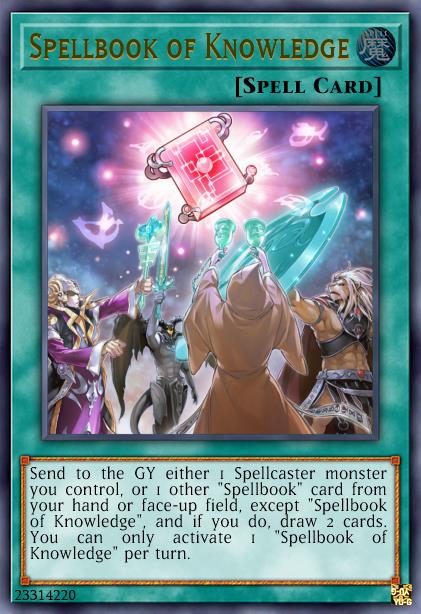 Spellbook of Knowledge
SPELL
魔
[Spell Card]
Send to the GY either 1 Spellcaster monster
you control, or 1 other "Spellbook" card from
your hand or face-up field, except "Spellbook
of Knowledge", and if you do, draw 2 cards.
You can only activate 1 "Spellbook of
Knowledge" per turn.
23314220